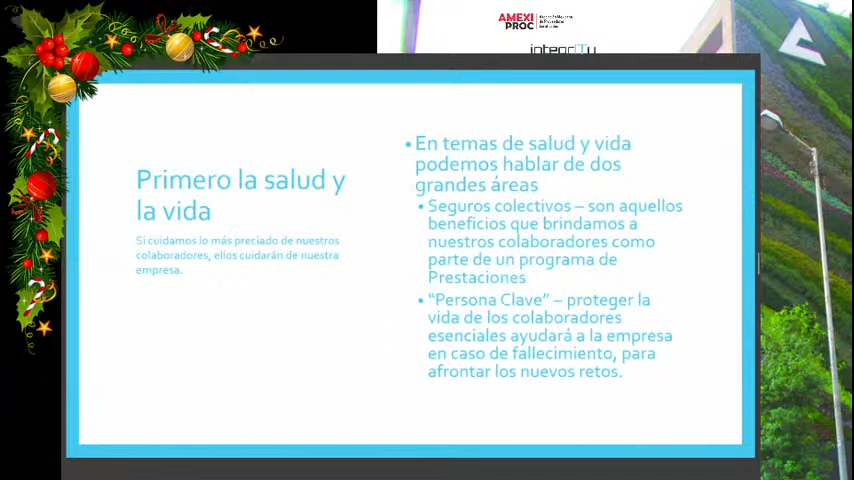 AMEXI
PROC
integrITy
Primero la salud y
la vida
Si cuidamos lo más preciado de nuestros
colaboradores, ellos cuidarán de nuestra
empresa.
• En temas de salud y vida
podemos hablar de dos
grandes áreas
• Seguros colectivos – son aquellos
beneficios que brindamos a
nuestros colaboradores como
parte de un programa de
Prestaciones
• “Persona Clave” – proteger la
vida de los colaboradores
esenciales ayudará a la empresa
en caso de fallecimiento, para
afrontar los nuevos retos.